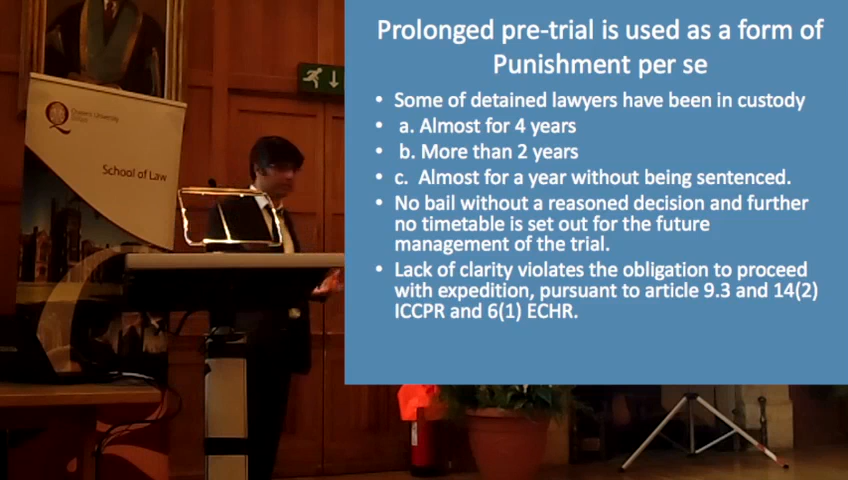 Prolonged pre-trial is used as a form of
Punishment per se
• Some of detained lawyers have been in custody
• a. Almost for 4 years
• b. More than 2 years
• c. Almost for a year without being sentenced.
• No bail without a reasoned decision and further
no timetable is set out for the future
management of the trial.
• Lack of clarity violates the obligation to proceed
with expedition, pursuant to article 9.3 and 14(2)
ICCPR and 6(1) ECHR.
Queen's University
Belfast
School of Law